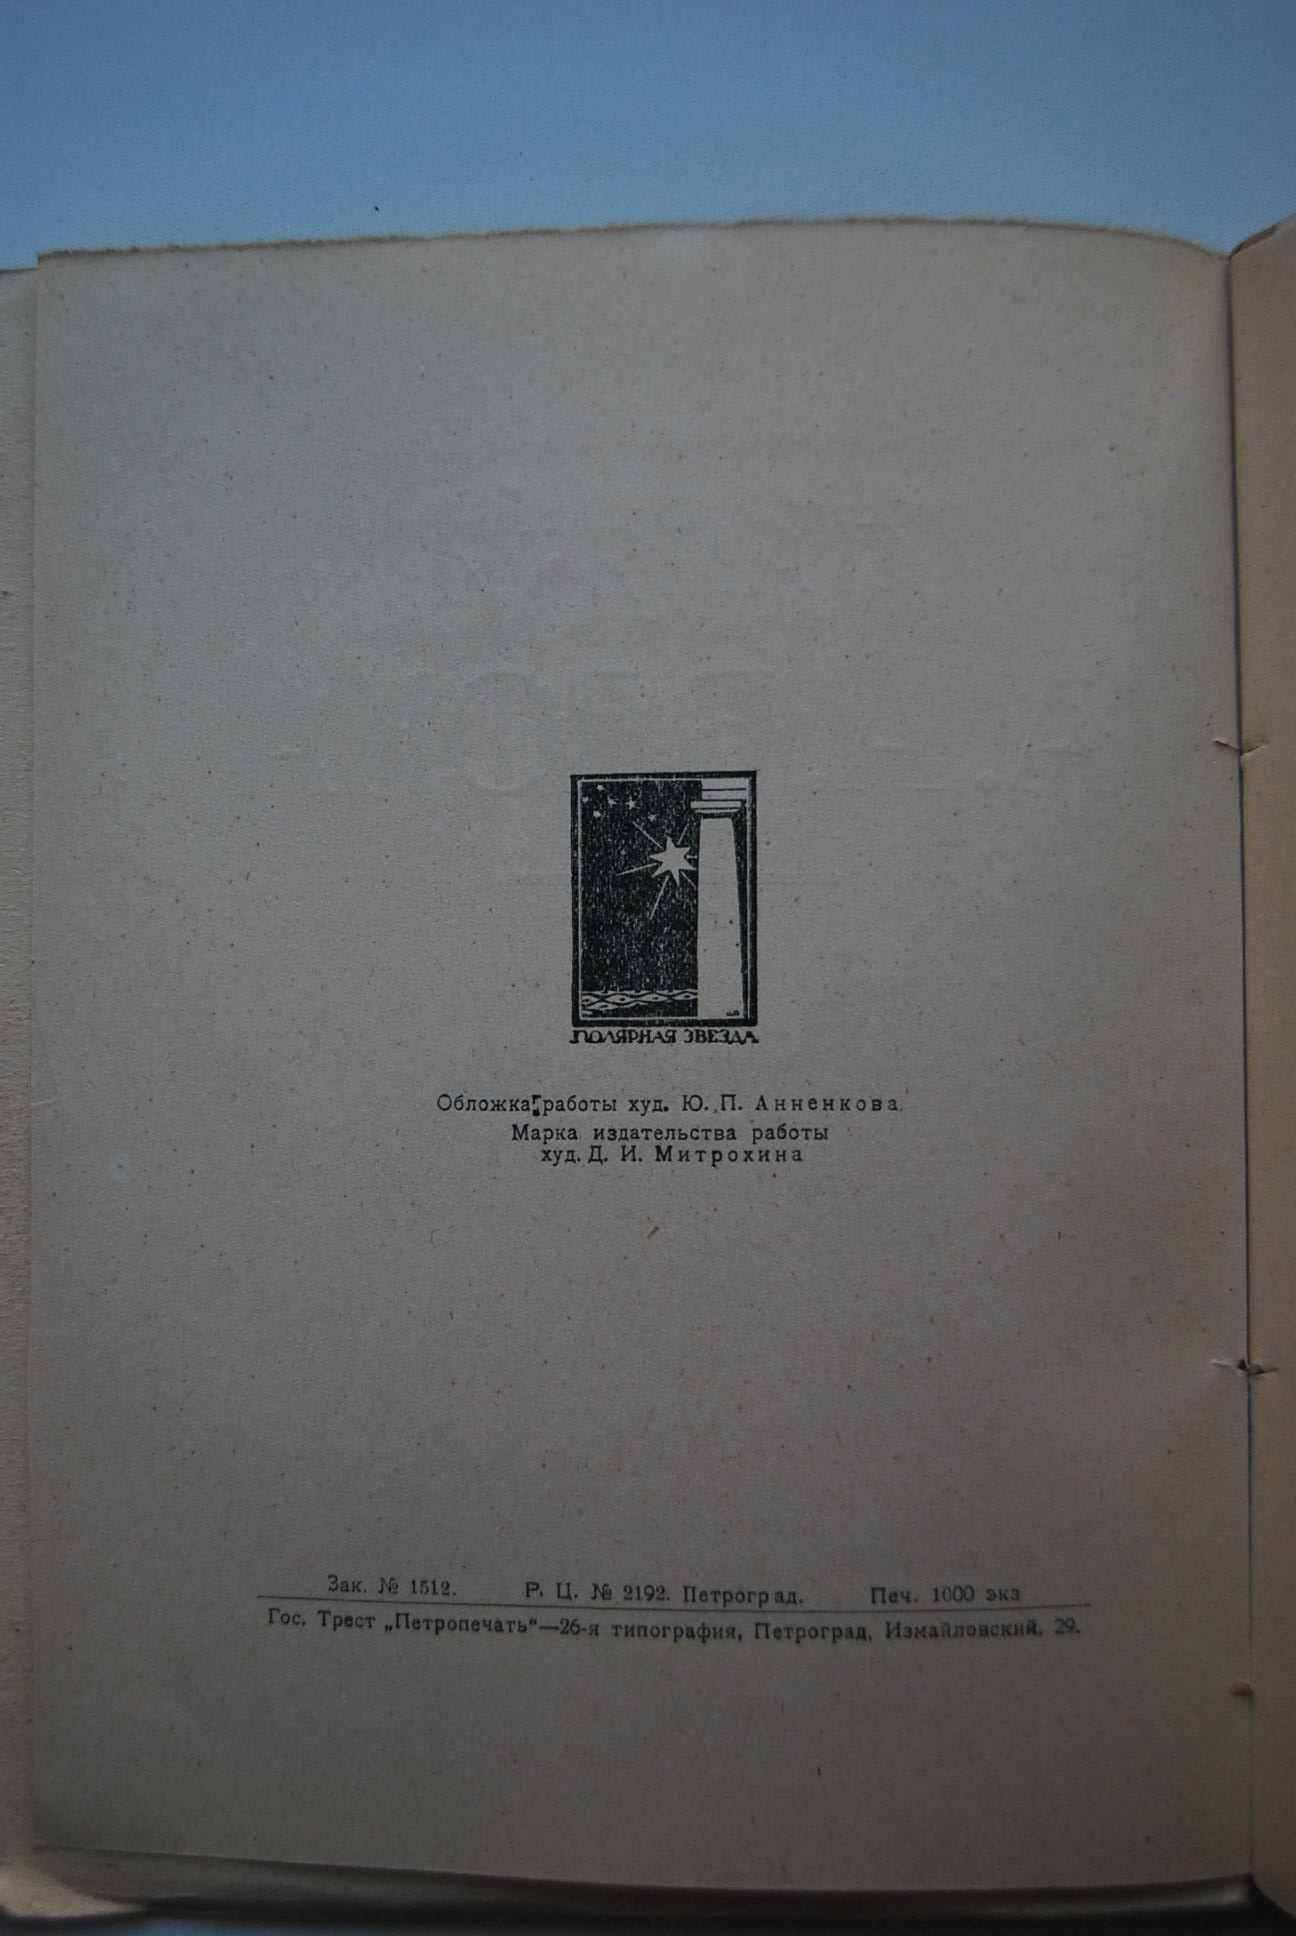 ПОЛЯРНАЯ ЗВЕЗДА
Обложка работы худ. Ю. П. Анненкова.
Марка издательства работы
худ. Д. И. Митрохина
Зак. № 1512. Р. Ц. № 2192. Петроград. Печ. 1000 экз
Гос. Трест „Петропечать“—26-я типография, Петроград, Измайловский, 29.